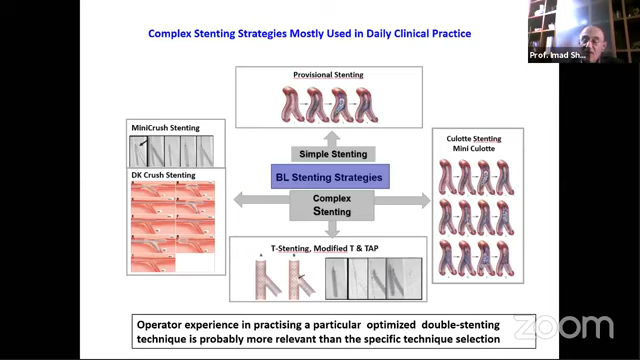 Complex Stenting Strategies Mostly Used in Daily Clinical Practice
Prof. Imad Sh...
Provisional Stenting
MiniCrush Stenting
DK Crush Stenting
Culotte Stenting
Mini Culotte
Simple Stenting
BL Stenting Strategies
Complex
Stenting
T-Stenting, Modified T & TAP
A
B
Operator experience in practising a particular optimized double-stenting
technique is probably more relevant than the specific technique selection
zoom